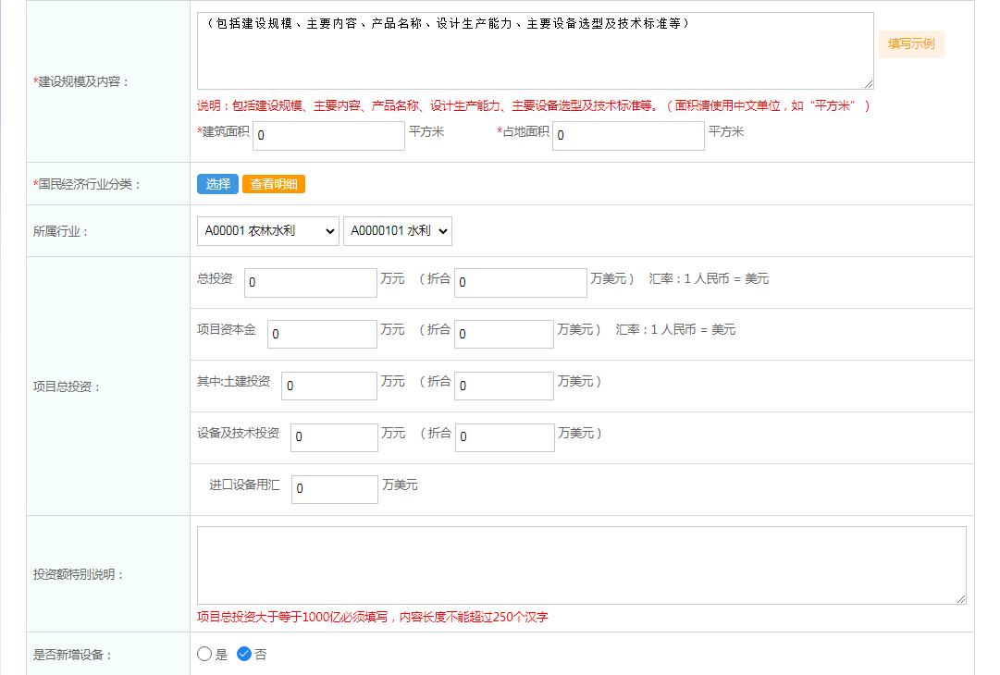 （包括建设规模、主要内容、产品名称、设计生产能力、主要设备选型及技术标准等）
填写示例
*建设规模及内容：
说明：包括建设规模、主要内容、产品名称、设计生产能力、主要设备选型及技术标准等。（面积请使用中文单位，如“平方米”）
*建筑面积 0 平方米 *占地面积 0 平方米
*国民经济行业分类： 选择 查看明细
所属行业： A00001 农林水利 A0000101 水利
总投资 0 万元 （折合 0 万美元） 汇率：1 人民币 = 美元
项目资本金 0 万元 （折合 0 万美元） 汇率：1 人民币 = 美元
项目总投资： 其中:土建投资 0 万元 （折合 0 万美元）
设备及技术投资 0 万元 （折合 0 万美元）
进口设备用汇 0 万美元
投资额特别说明：
项目总投资大于等于1000亿必须填写，内容长度不能超过250个汉字
是否新增设备： 是 否